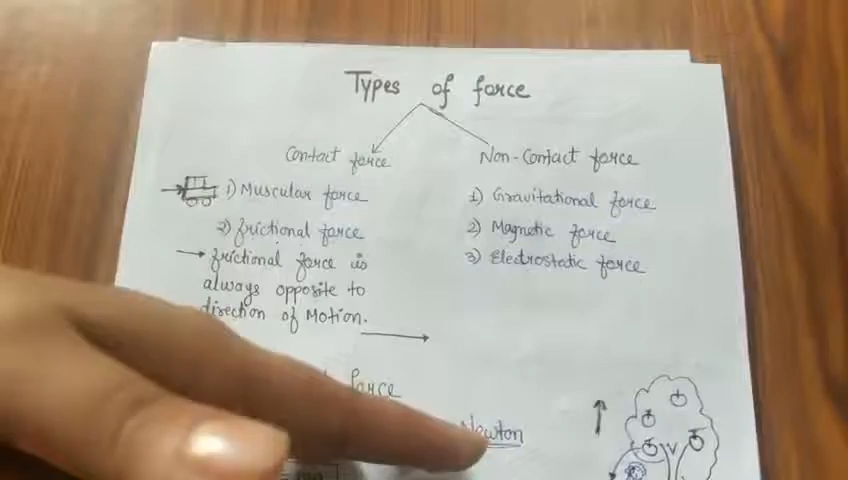 Types of force
Contact force
1) Muscular force
2) frictional force
→ frictional force is
always opposite to
direction of Motion.
Non-Contact force
1) Gravitational force
2) Magnetic force
3) Electrostatic force
force
Newton